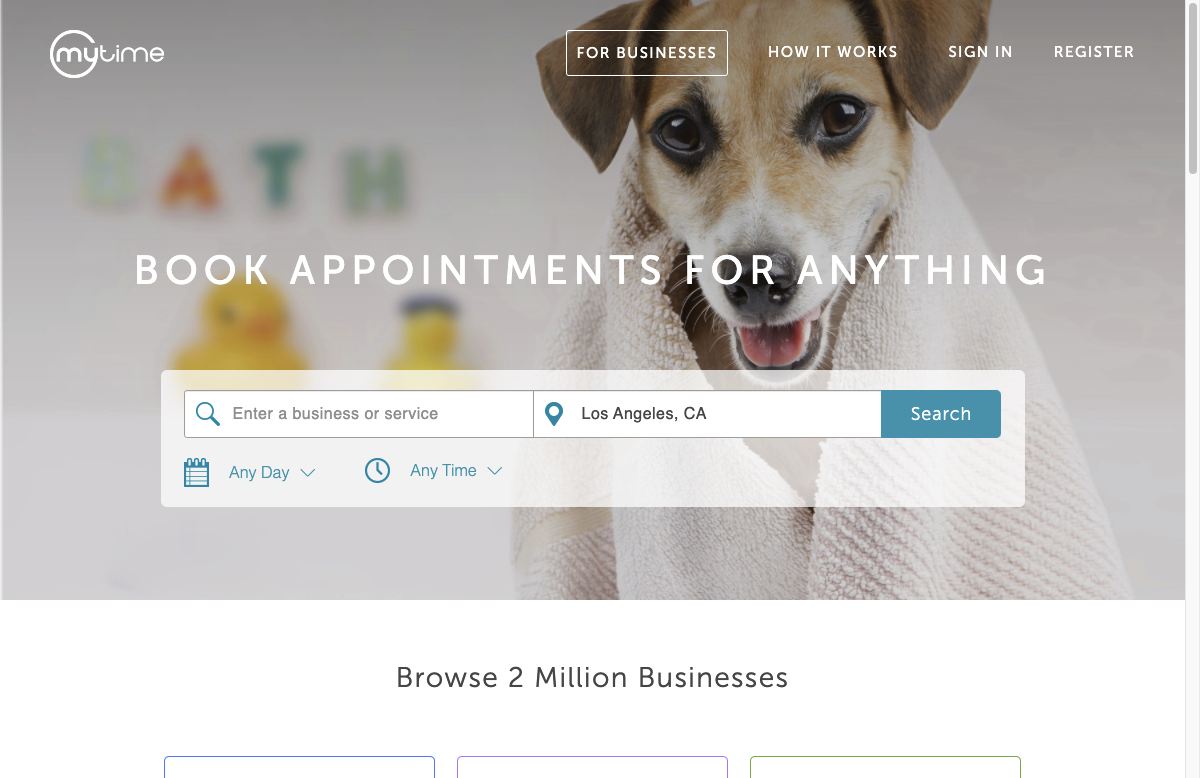 mytime
FOR BUSINESSES
HOW IT WORKS
SIGN IN
REGISTER
BATH
BOOK APPOINTMENTS FOR ANYTHING
Enter a business or service
Los Angeles, CA
Search
Any Day
Any Time
Browse 2 Million Businesses